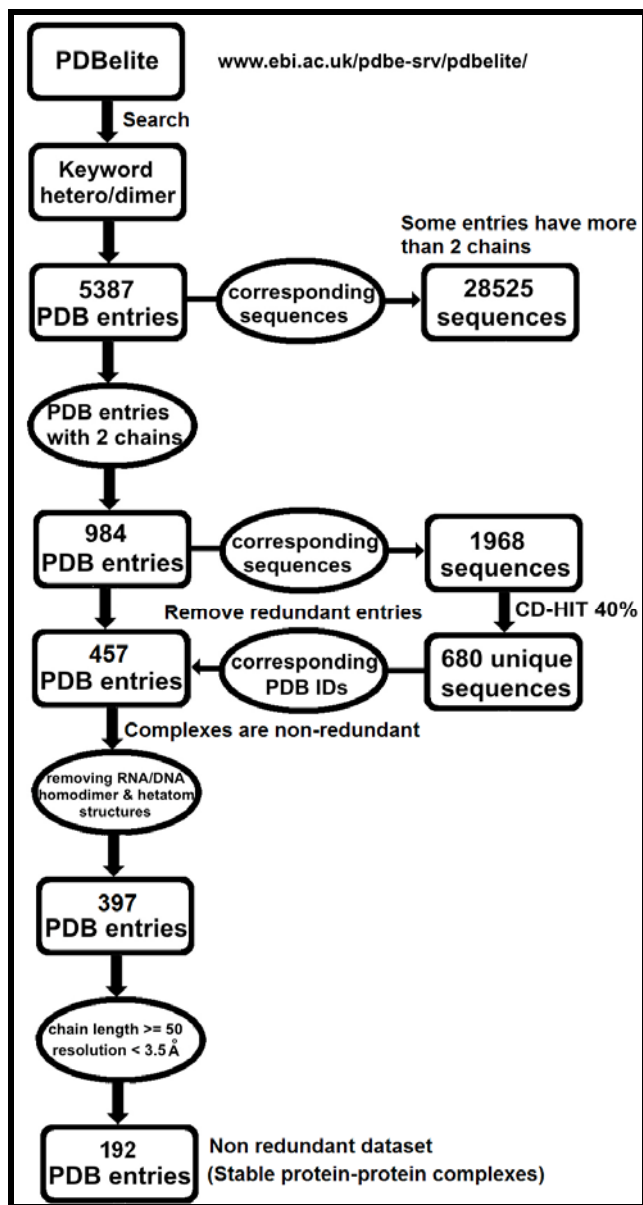 PDBelite
www.ebi.ac.uk/pdbe-srv/pdbelite/
Search
Keyword
hetero/dimer
Some entries have more
than 2 chains
5387
PDB entries
corresponding
sequences
28525
sequences
PDB entries
with 2 chains
984
PDB entries
corresponding
sequences
1968
sequences
Remove redundant entries
CD-HIT 40%
457
PDB entries
corresponding
PDB IDs
680 unique
sequences
Complexes are non-redundant
removing RNA/DNA
homodimer & hetatom
structures
397
PDB entries
chain length >= 50
resolution < 3.5 Å
192
PDB entries
Non redundant dataset
(Stable protein-protein complexes)